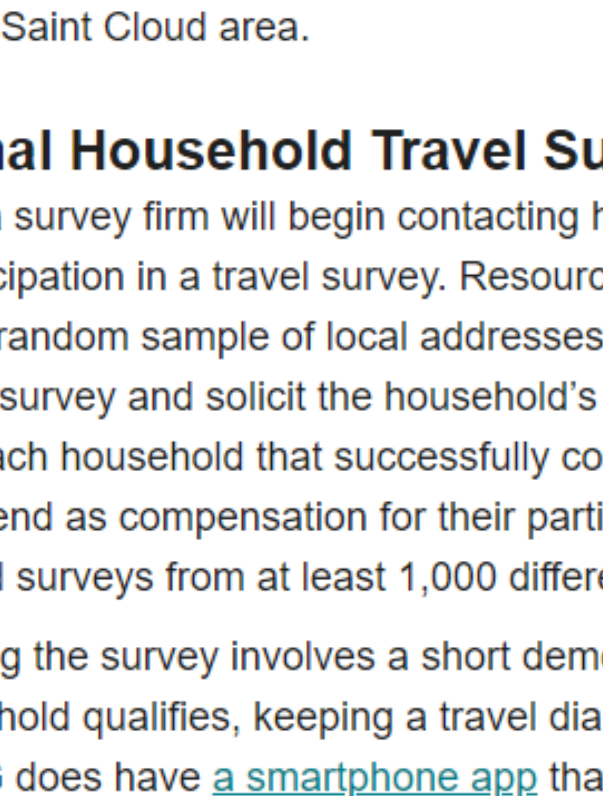 Saint Cloud area.
nal Household Travel Su
survey firm will begin contacting h
cipation in a travel survey. Resourc
random sample of local addresses
survey and solicit the household’s
ach household that successfully co
end as compensation for their parti
surveys from at least 1,000 differe
g the survey involves a short dem
hold qualifies, keeping a travel dia
does have a smartphone app tha